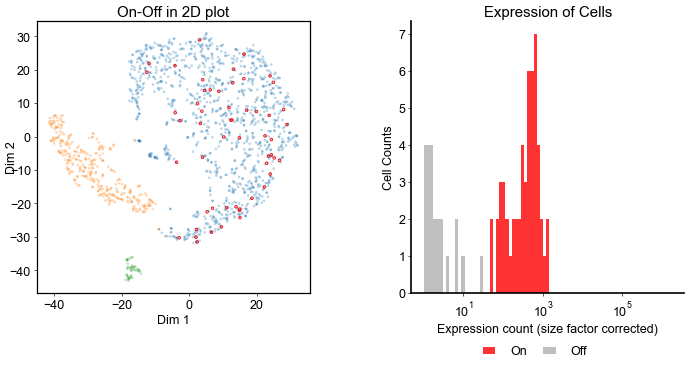 On-Off in 2D plot
30
20
10
0
−10
−20
−30
−40
Dim 2
−40 −20 0 20
Dim 1
Expression of Cells
7
6
5
4
3
2
1
0
Cell Counts
10^1 10^3 10^5
Expression count (size factor corrected)
On Off